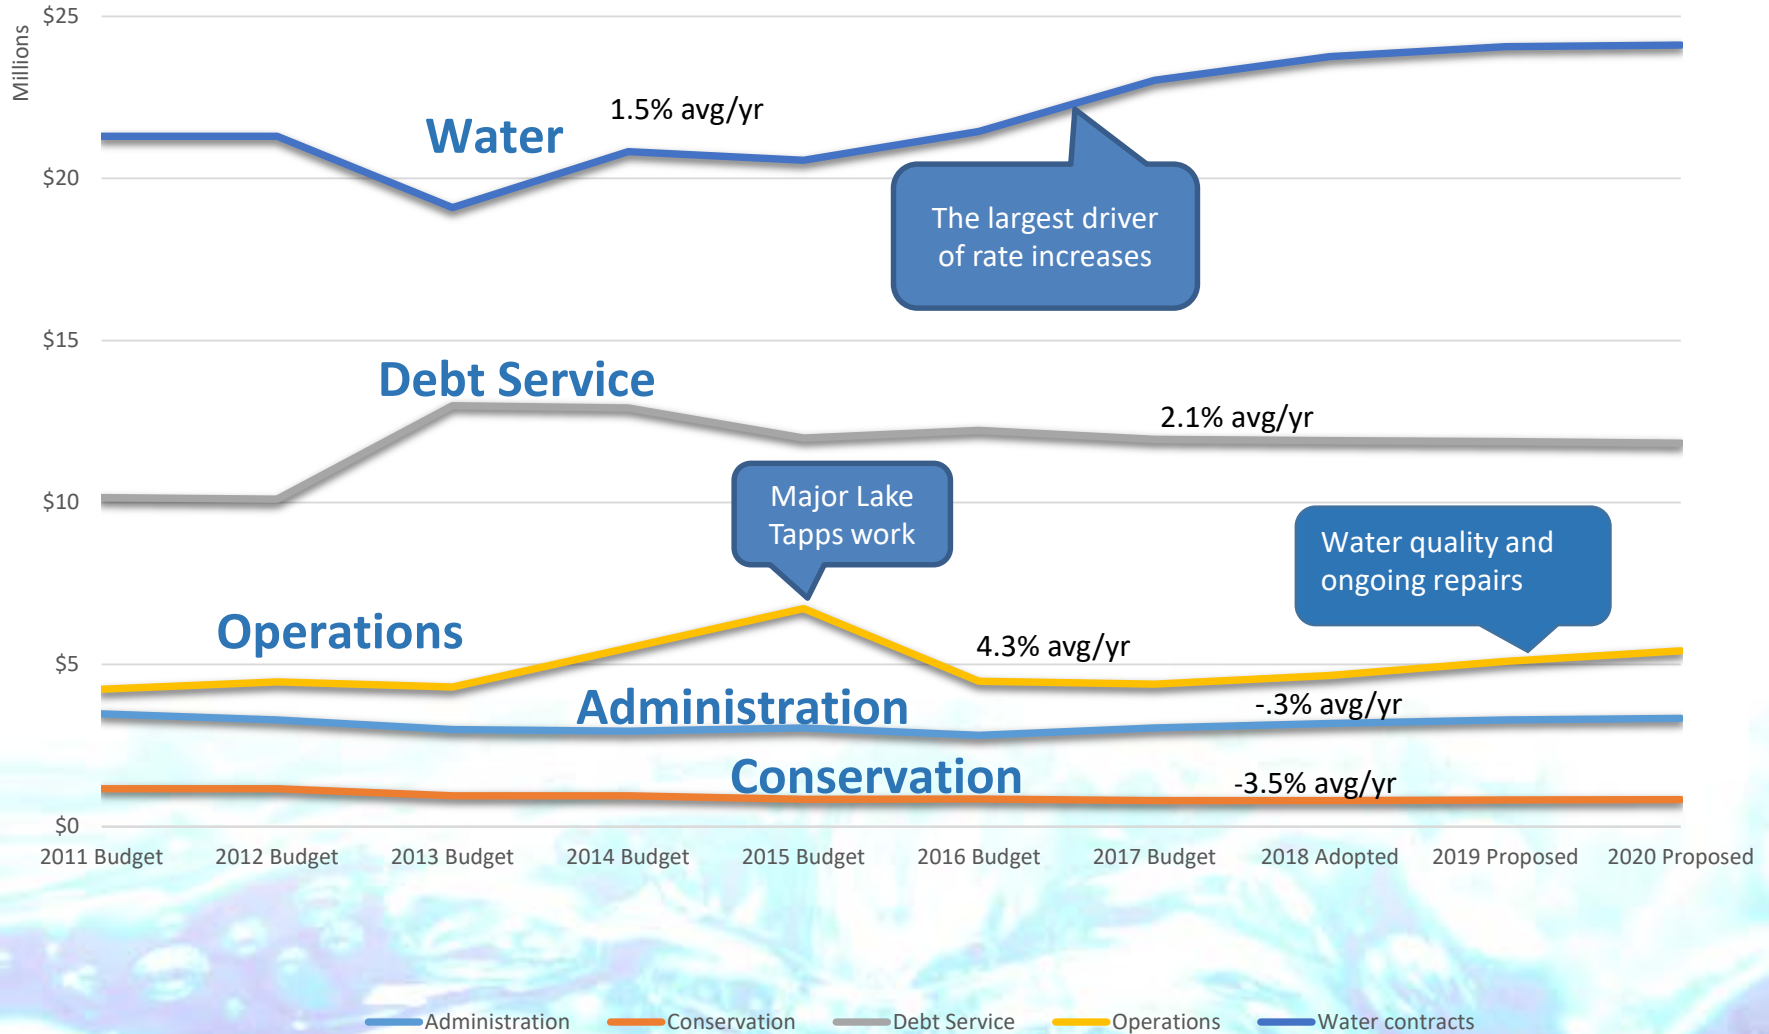 Millions
$25
$20
$15
$10
$5
$0
Water
1.5% avg/yr
The largest driver
of rate increases
Debt Service
2.1% avg/yr
Major Lake
Tapps work
Water quality and
ongoing repairs
Operations
4.3% avg/yr
Administration
-.3% avg/yr
Conservation
-3.5% avg/yr
2011 Budget
2012 Budget
2013 Budget
2014 Budget
2015 Budget
2016 Budget
2017 Budget
2018 Adopted
2019 Proposed
2020 Proposed
Administration
Conservation
Debt Service
Operations
Water contracts